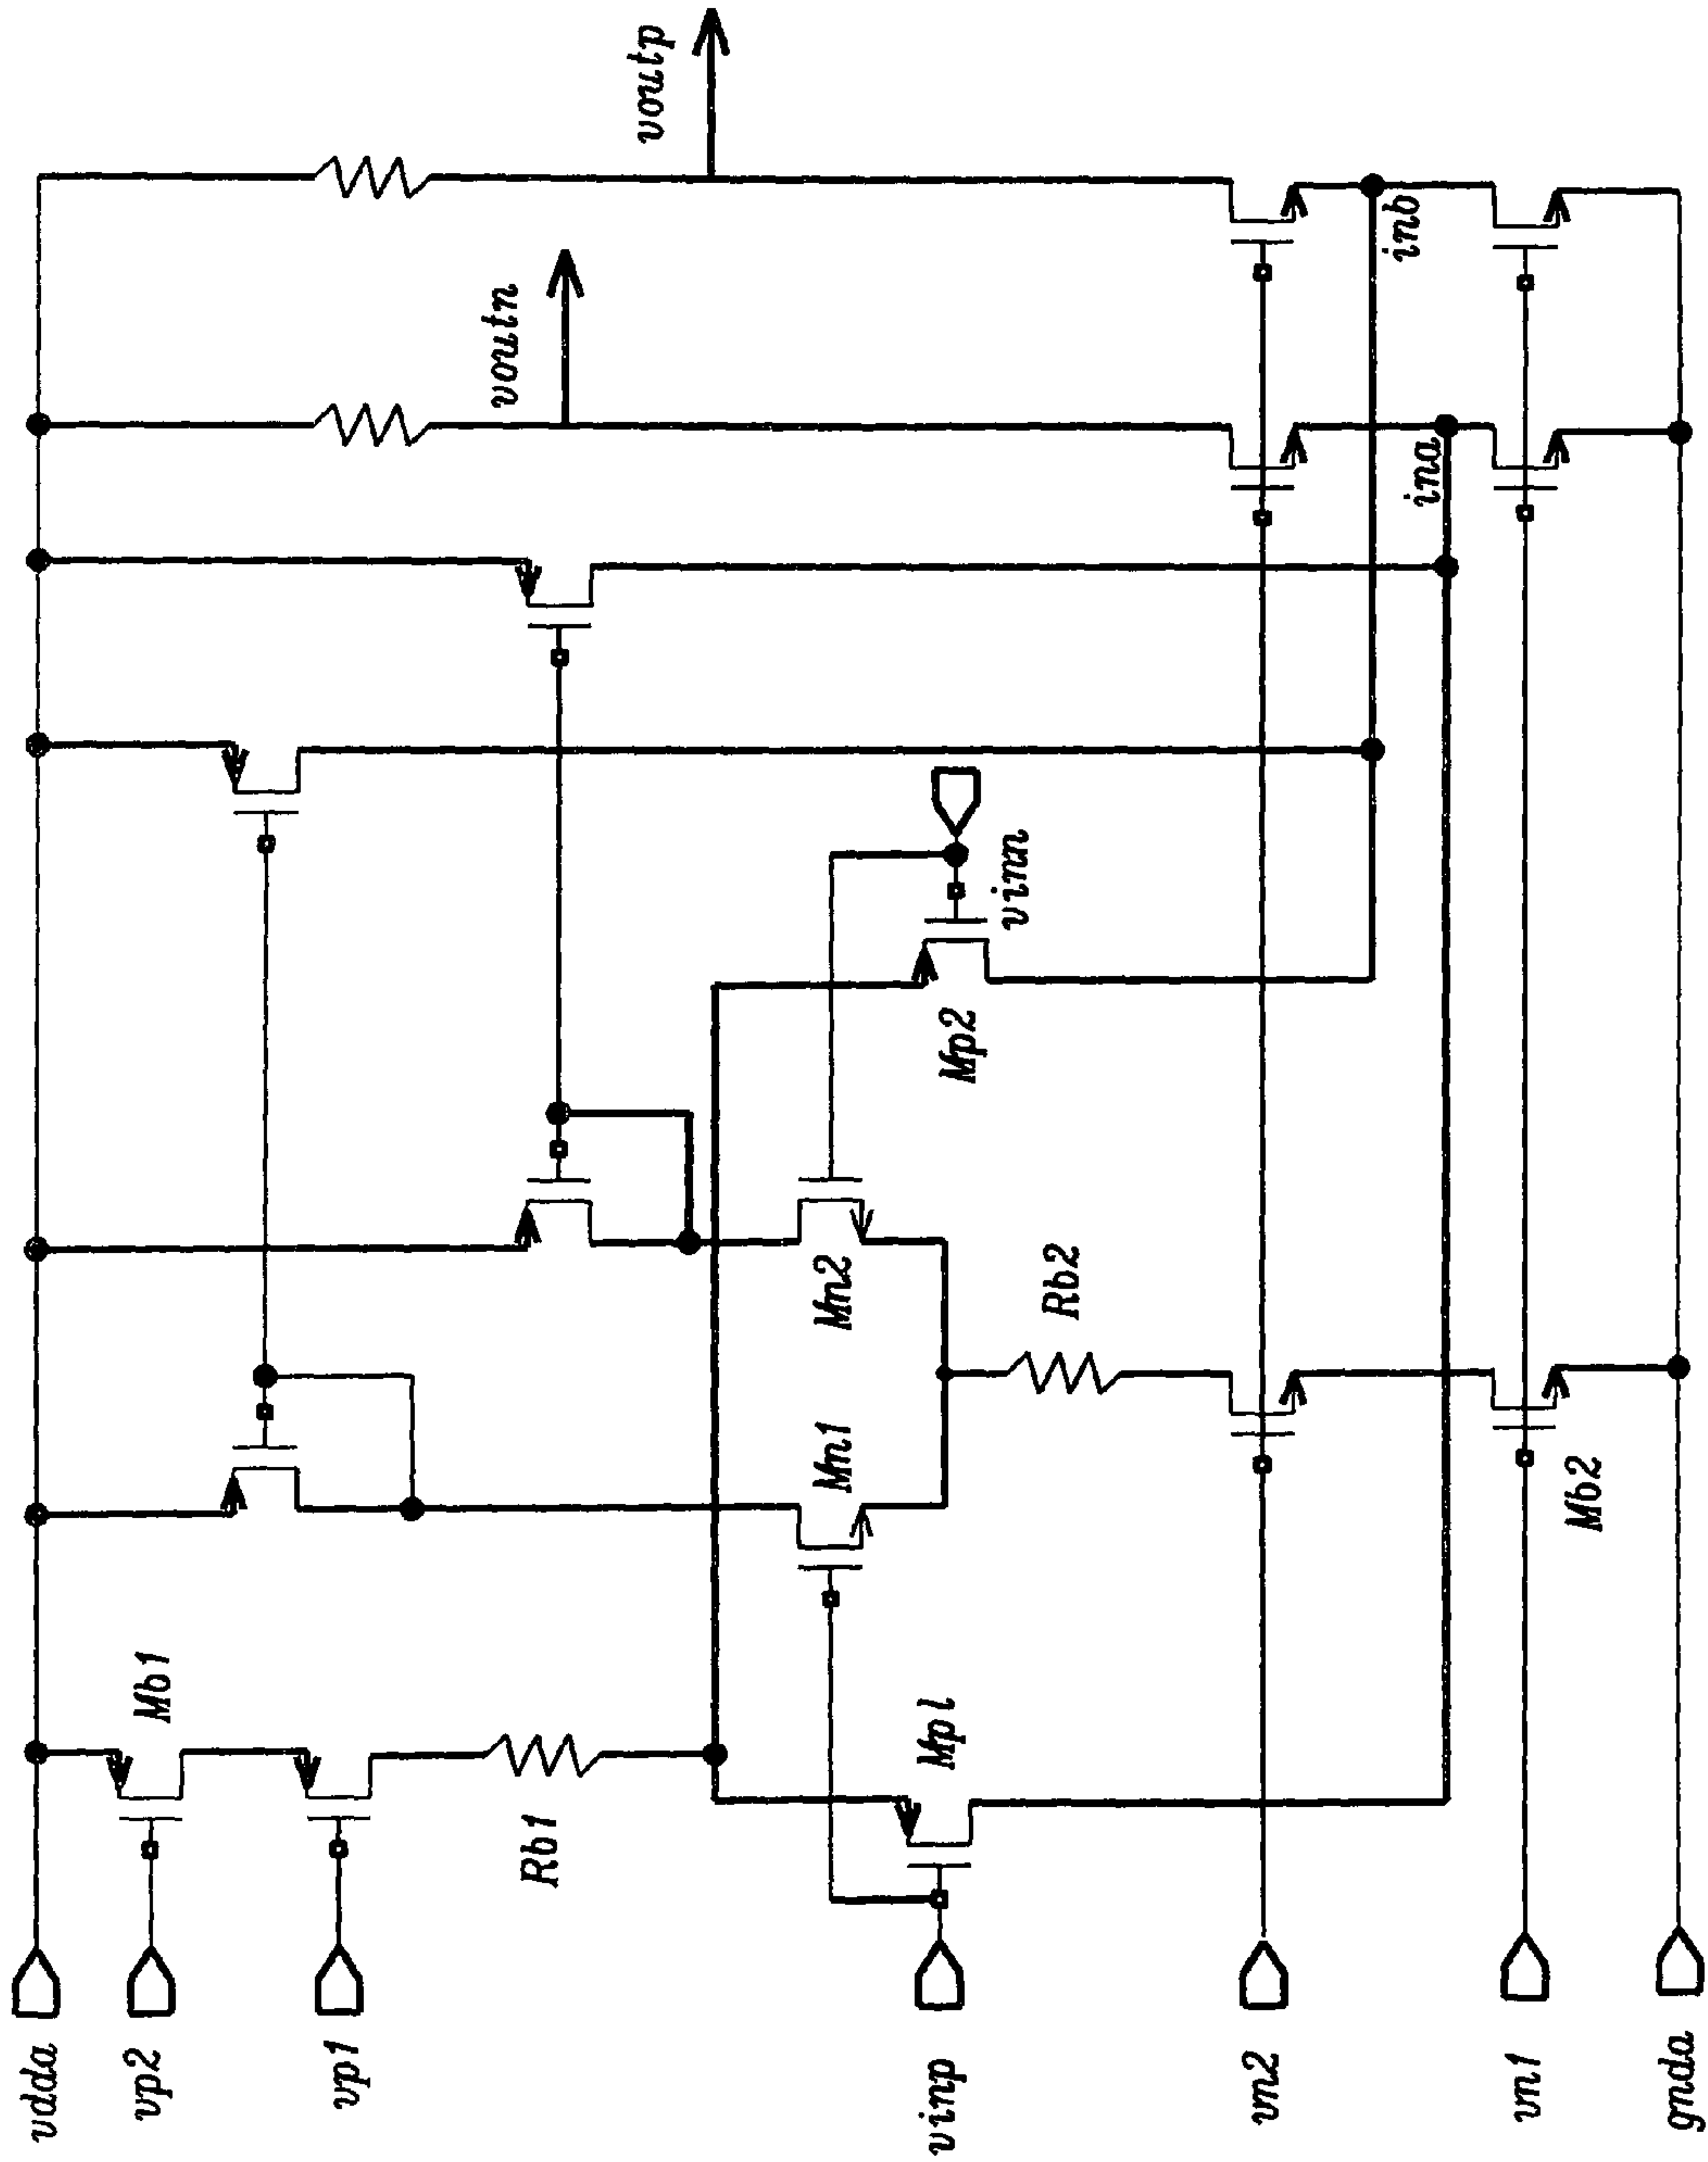 vdda
vp2
Mb1
vp1
voutn
Rb1
voutp
Mn1
Mn2
vinp
Mpl
Mp2
vinn
Rb2
vn2
ina
inb
vn1
Mb2
gnda